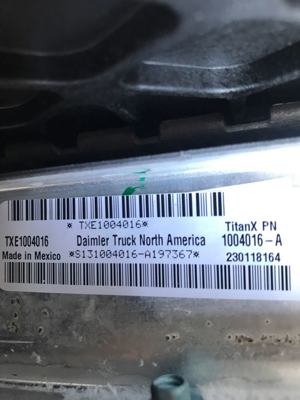 * TXE1004016*
TitanX PN
TXE1004016 Daimler Truck North America 1004016-A
Made in Mexico *S131004016-A197367* 230118164